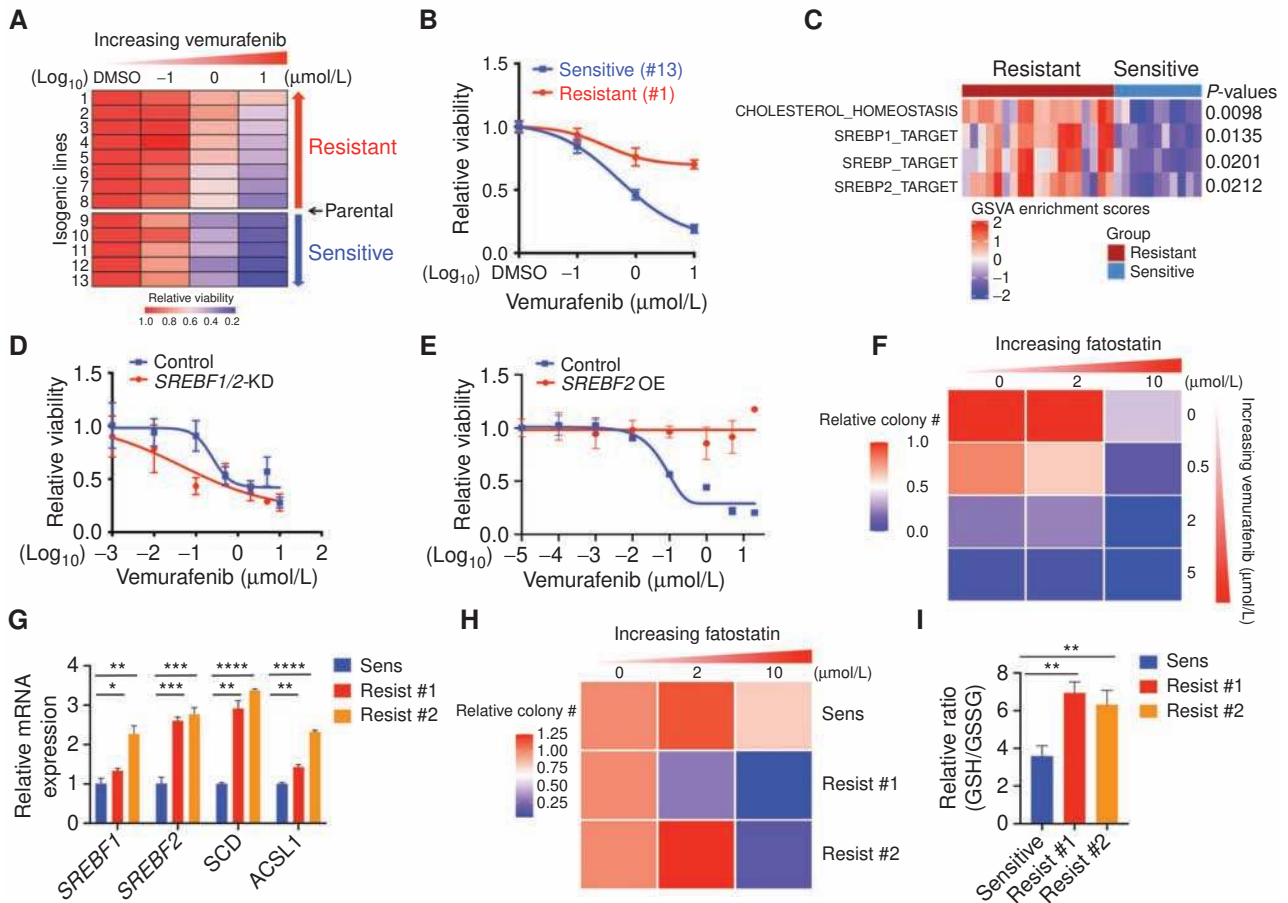 A
Increasing vemurafenib
(Log10) DMSO −1 0 1 (μmol/L)
1
2
3
4
5
6
7
8
9
10
11
12
13
Isogenic lines
Resistant
Parental
Sensitive
Relative viability
1.0 0.8 0.6 0.4 0.2
B
Sensitive (#13)
Resistant (#1)
1.5
1.0
0.5
0.0
Relative viability
(Log10) DMSO −1 0 1
Vemurafenib (μmol/L)
C
Resistant Sensitive
P-values
CHOLESTEROL_HOMEOSTASIS 0.0098
SREBP1_TARGET 0.0135
SREBP_TARGET 0.0201
SREBP2_TARGET 0.0212
GSVA enrichment scores
2
1
0
−1
−2
Group
Resistant
Sensitive
D
Control
SREBF1/2-KD
1.5
1.0
0.5
0.0
Relative viability
(Log10) −3 −2 −1 0 1 2
Vemurafenib (μmol/L)
E
Control
SREBF2 OE
1.5
1.0
0.5
0.0
Relative viability
(Log10) −5 −4 −3 −2 −1 0 1
Vemurafenib (μmol/L)
F
Increasing fatostatin
0 2 10 (μmol/L)
Relative colony #
1.0
0.5
0.0
0
0.5
2
5
Increasing vemurafenib (μmol/L)
G
Sens
Resist #1
Resist #2
** *** **** ****
* *** ** **
4
3
2
1
0
Relative mRNA
expression
SREBF1 SREBF2 SCD ACSL1
H
Increasing fatostatin
0 2 10 (μmol/L)
Relative colony #
1.25
1.00
0.75
0.50
0.25
Sens
Resist #1
Resist #2
I
Sens
Resist #1
Resist #2
**
**
8
6
4
2
0
Relative ratio
(GSH/GSSG)
Sensitive Resist #1 Resist #2